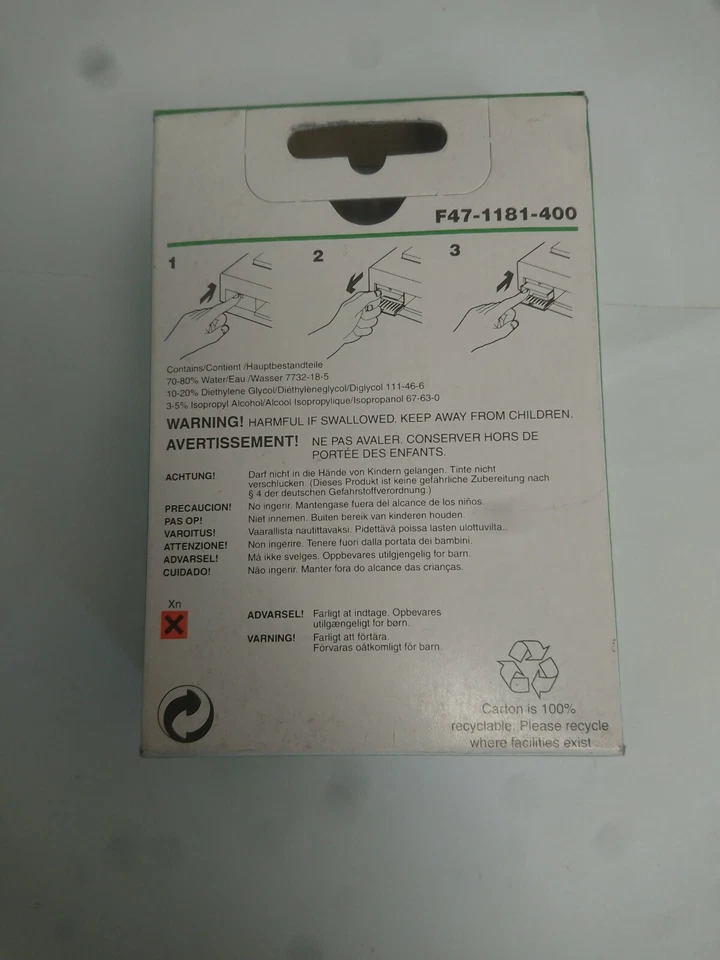 F47-1181-400
1 2 3
Contains/Contient /Hauptbestandteile
70-80% Water/Eau /Wasser 7732-18-5
10-20% Diethylene Glycol/Diethyléneglycol/Diglycol 111-46-6
3-5% Isopropyl Alcohol/Alcool Isopropylique/Isopropanol 67-63-0
WARNING! HARMFUL IF SWALLOWED. KEEP AWAY FROM CHILDREN.
AVERTISSEMENT! NE PAS AVALER. CONSERVER HORS DE
PORTÉE DES ENFANTS.
ACHTUNG! Darf nicht in die Hände von Kindern gelangen. Tinte nicht
verschlucken. (Dieses Produkt ist keine gefährliche Zubereitung nach
§ 4 der deutschen Gefahrstoffverordnung.)
PRECAUCION! No ingerir. Mantengase fuera del alcance de los niños.
PAS OP! Niet innemen. Buiten bereik van kinderen houden.
VAROITUS! Vaarallista nautittavaksi. Pidettävä poissa lasten ulottuvilta..
ATTENZIONE! Non ingerire. Tenere fuori dalla portata dei bambini.
ADVARSEL! Må ikke svelges. Oppbevares utilgjengelig for barn.
CUIDADO! Não ingerir. Manter fora do alcance das crianças.
Xn
ADVARSEL! Farligt at indtage. Opbevares
utilgængeligt for børn.
VARNING! Farligt att förtära.
Förvaras oåtkomligt för barn.
Carton is 100%
recyclable. Please recycle
where facilities exist